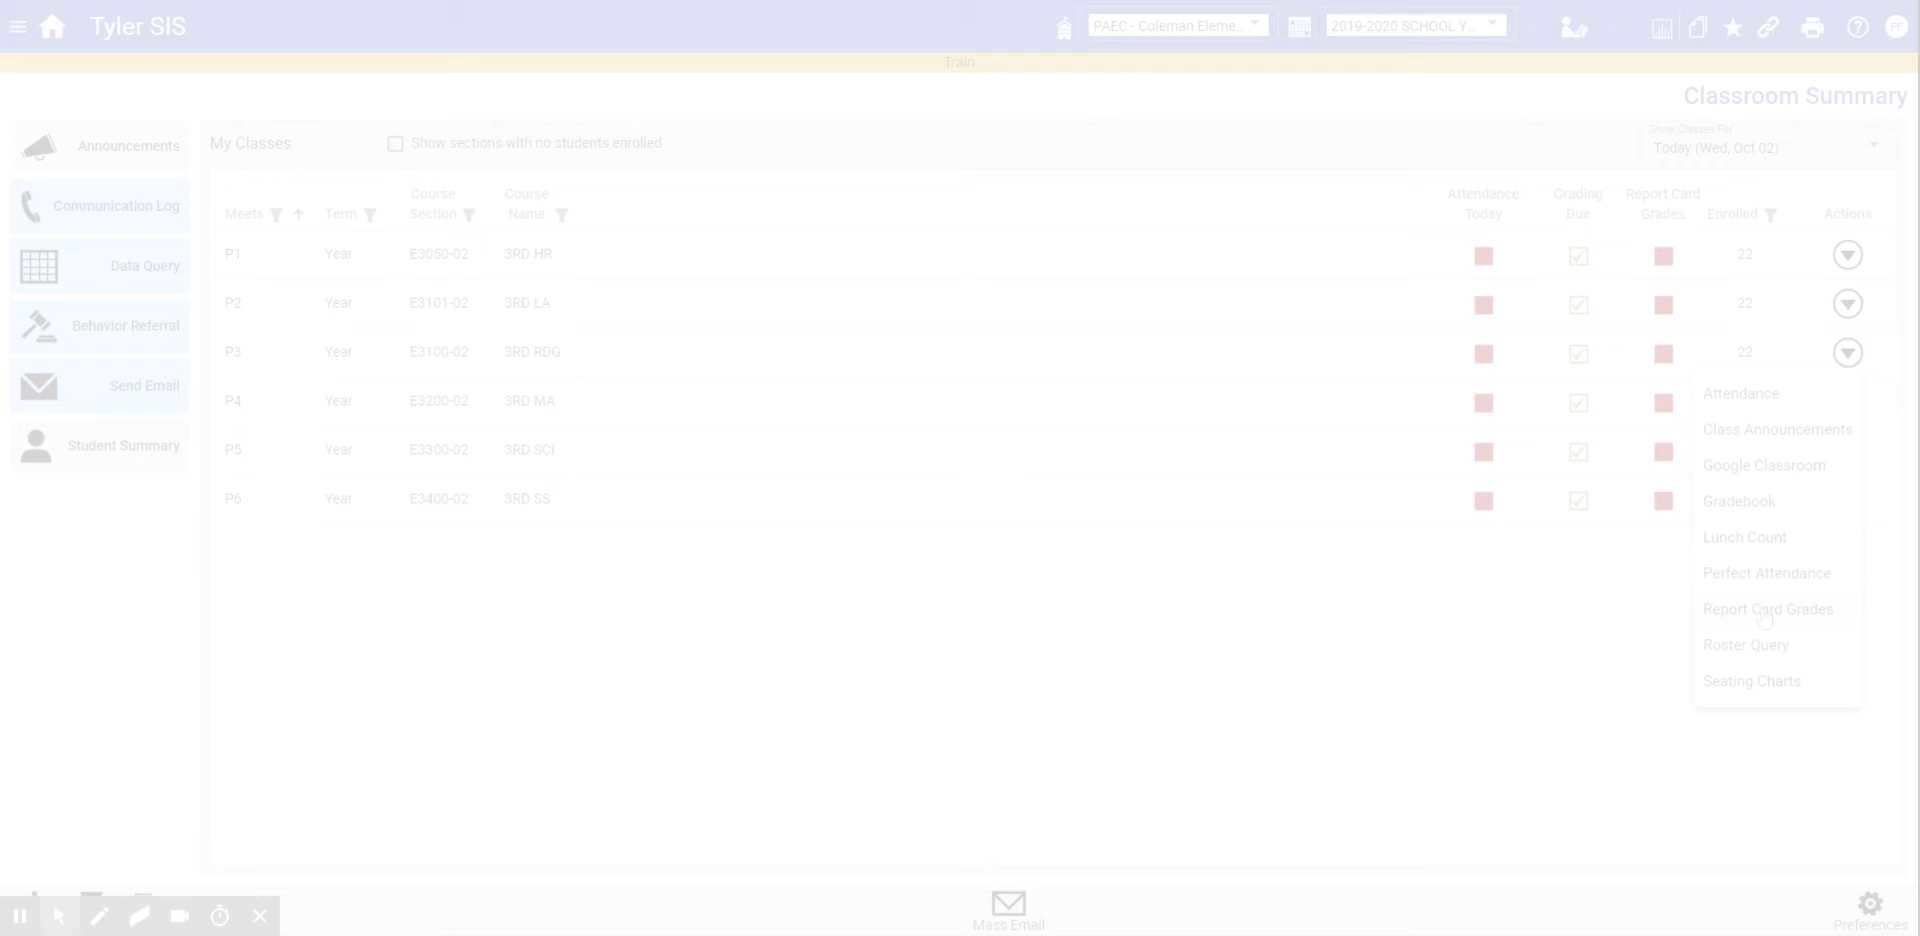 Tyler SIS
PAEC - Coleman Eleme...
2019-2020 SCHOOL Y...
FF
Train
Classroom Summary
Announcements
Communication Log
Data Query
Behavior Referral
Send Email
Student Summary
My Classes
Show sections with no students enrolled
Show Classes For
Today (Wed, Oct 02)
Meets
Term
Course
Section
Course
Name
Attendance
Today
Grading
Due
Report Card
Grades
Enrolled
Actions
P1 Year E3050-02 3RD HR 22
P2 Year E3101-02 3RD LA 22
P3 Year E3100-02 3RD RDG 22
P4 Year E3200-02 3RD MA
P5 Year E3300-02 3RD SCI
P6 Year E3400-02 3RD SS
Attendance
Class Announcements
Google Classroom
Gradebook
Lunch Count
Perfect Attendance
Report Card Grades
Roster Query
Seating Charts
Mass Email
Preferences